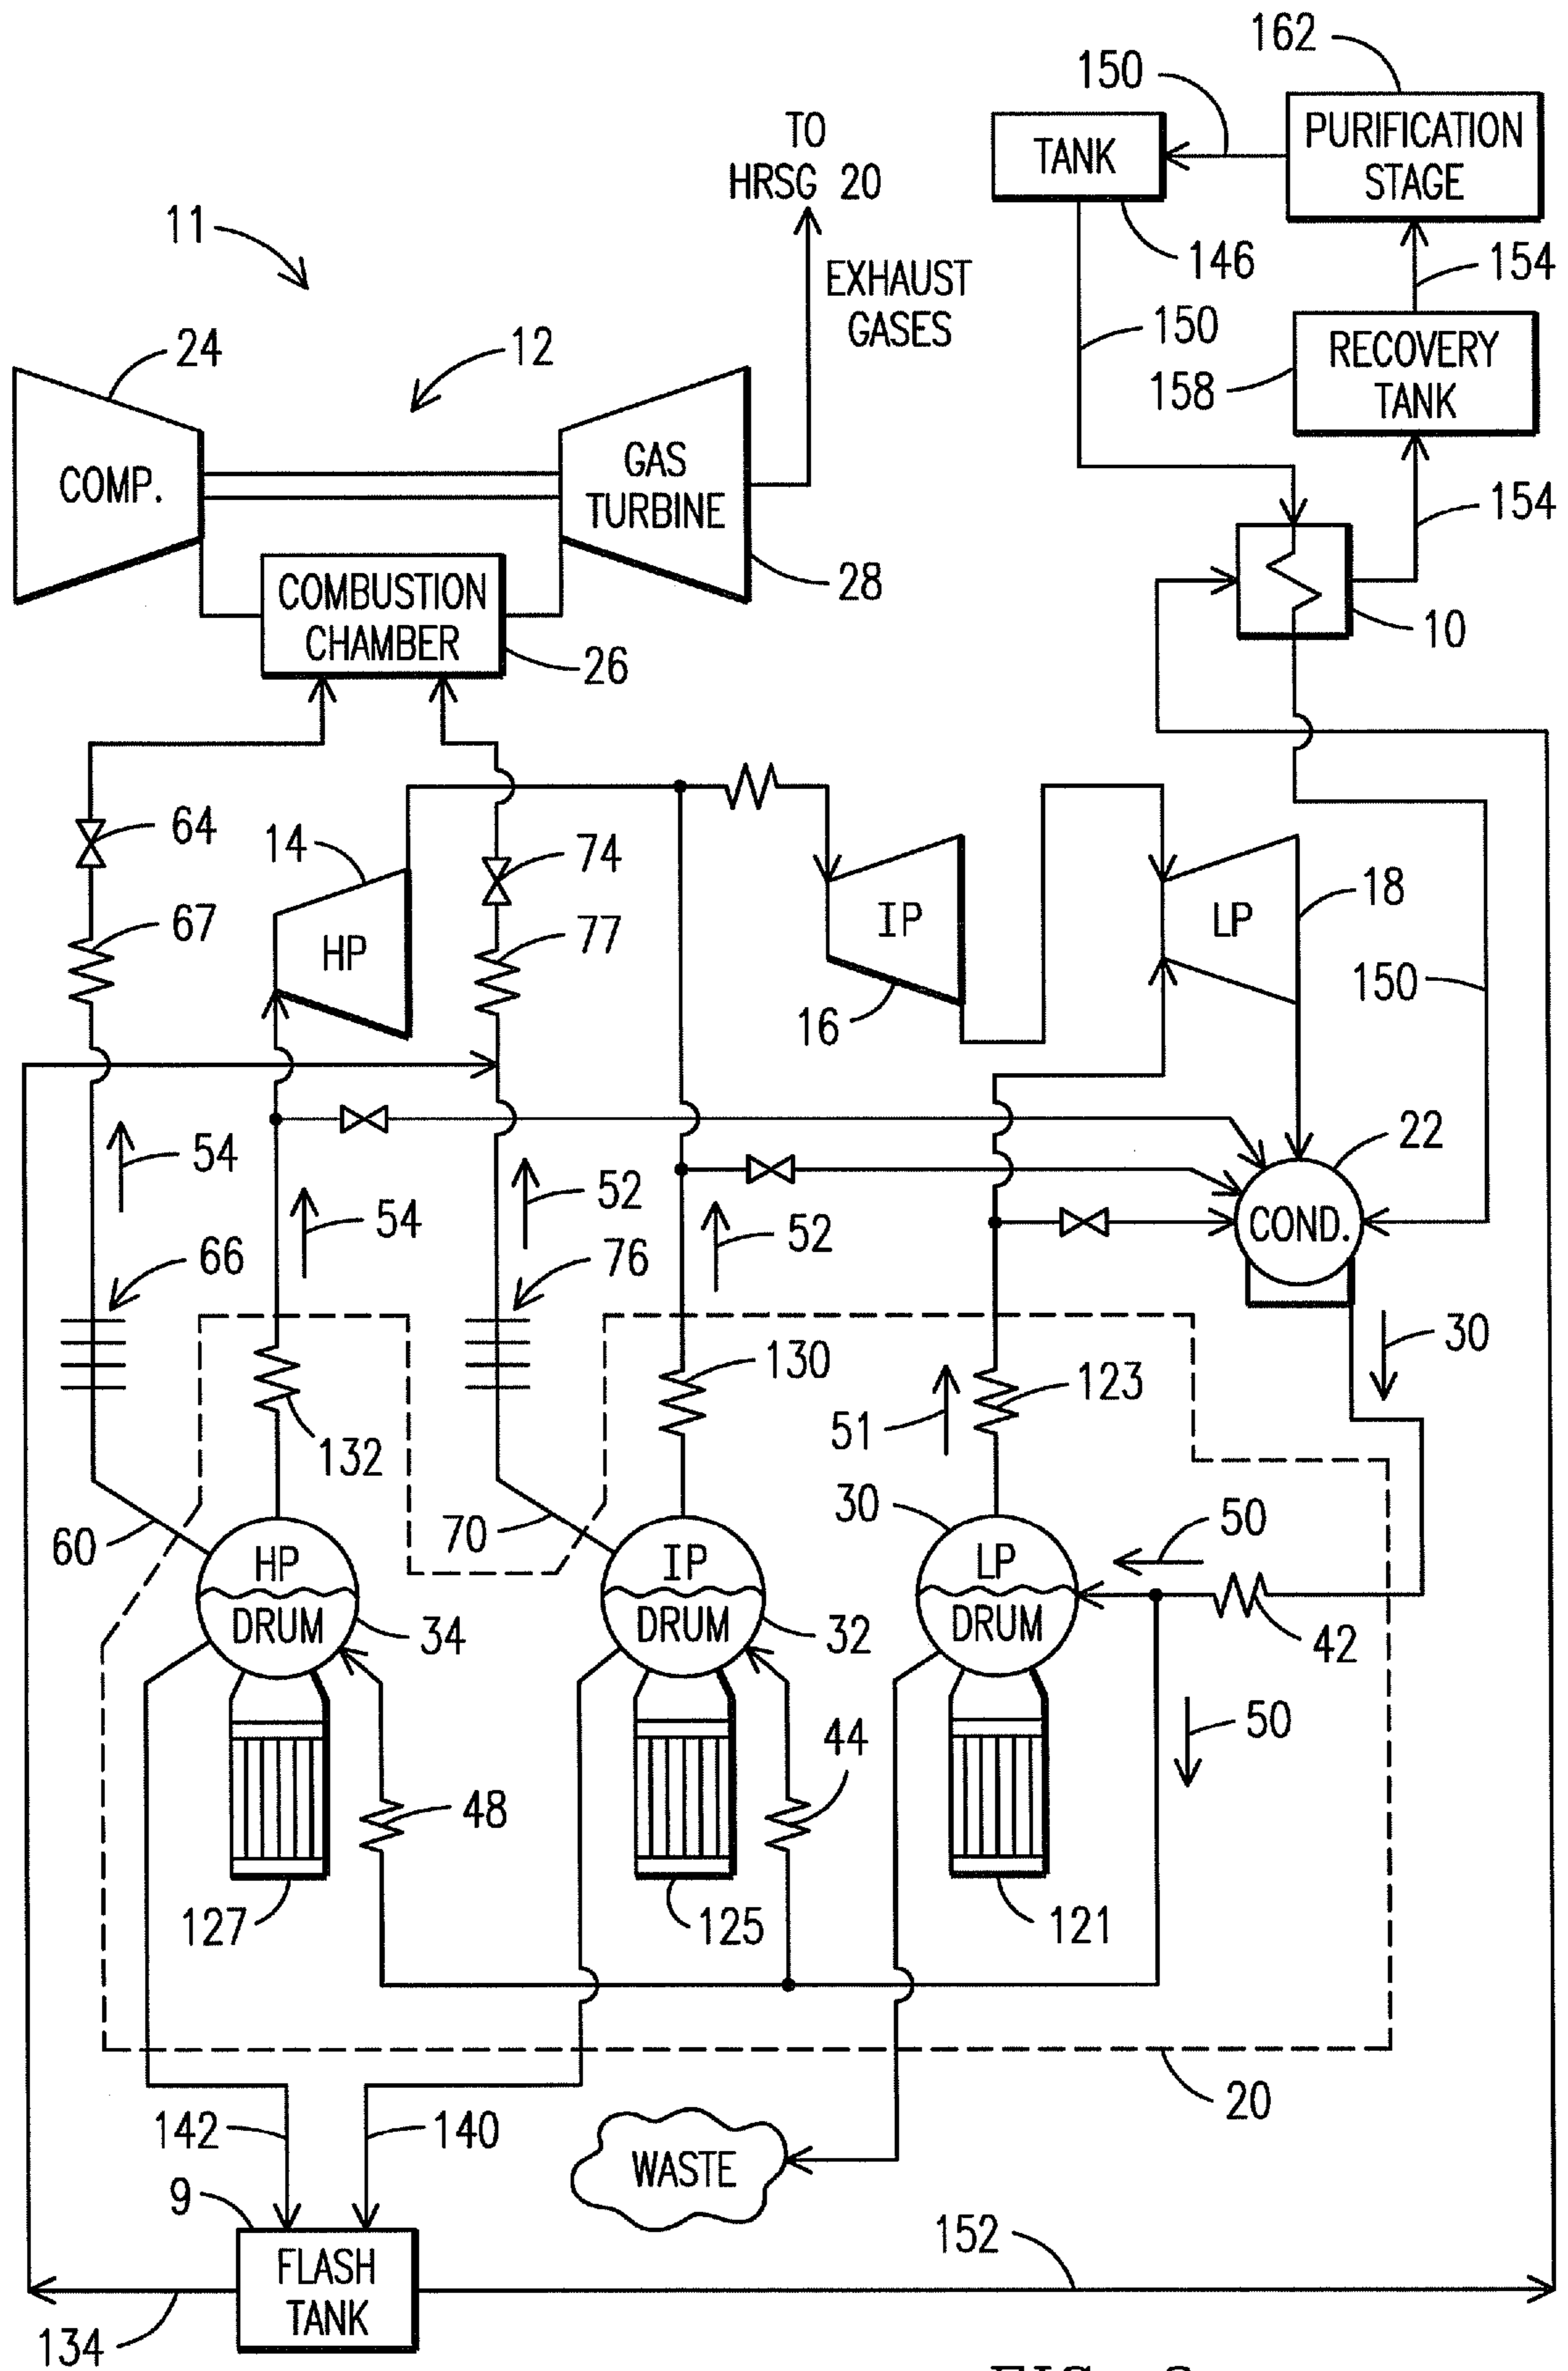 162
150
TO
HRSG 20
TANK
PURIFICATION
STAGE
11
146
154
EXHAUST
GASES
24
12
150
158
RECOVERY
TANK
COMP.
GAS
TURBINE
154
COMBUSTION
CHAMBER
28
10
26
64
14
74
67
HP
77
IP
LP
18
16
150
54
52
22
54
52
COND.
66
76
30
130
123
132
51
60
70
30
50
HP
DRUM
IP
DRUM
LP
DRUM
34
32
42
50
48
44
127
125
121
142
140
20
9
WASTE
152
FLASH
TANK
134